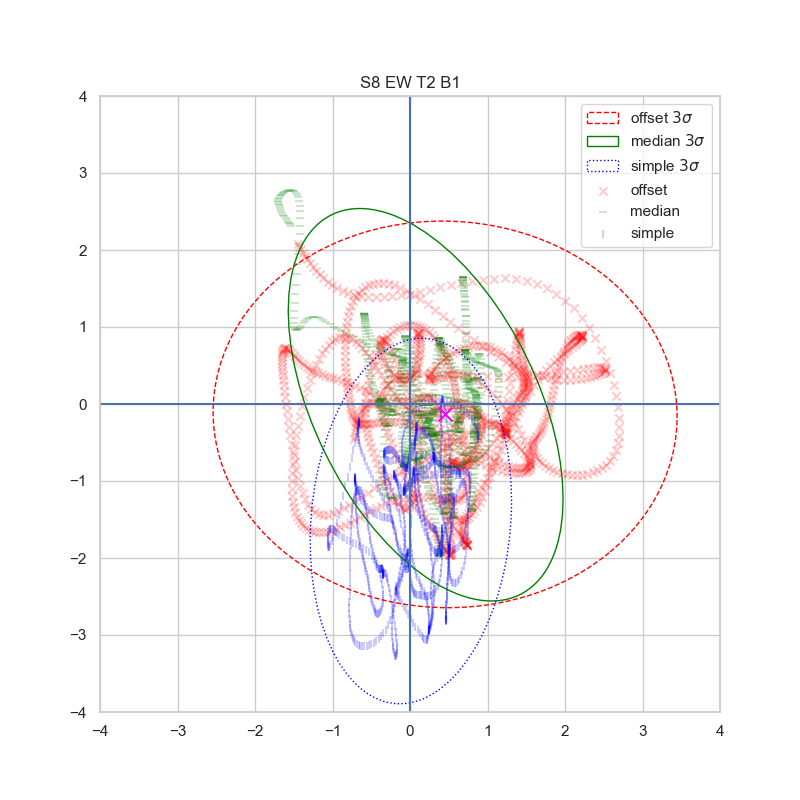 S8 EW T2 B1
offset 3σ
median 3σ
simple 3σ
offset
median
simple
4
3
2
1
0
−1
−2
−3
−4
−4 −3 −2 −1 0 1 2 3 4